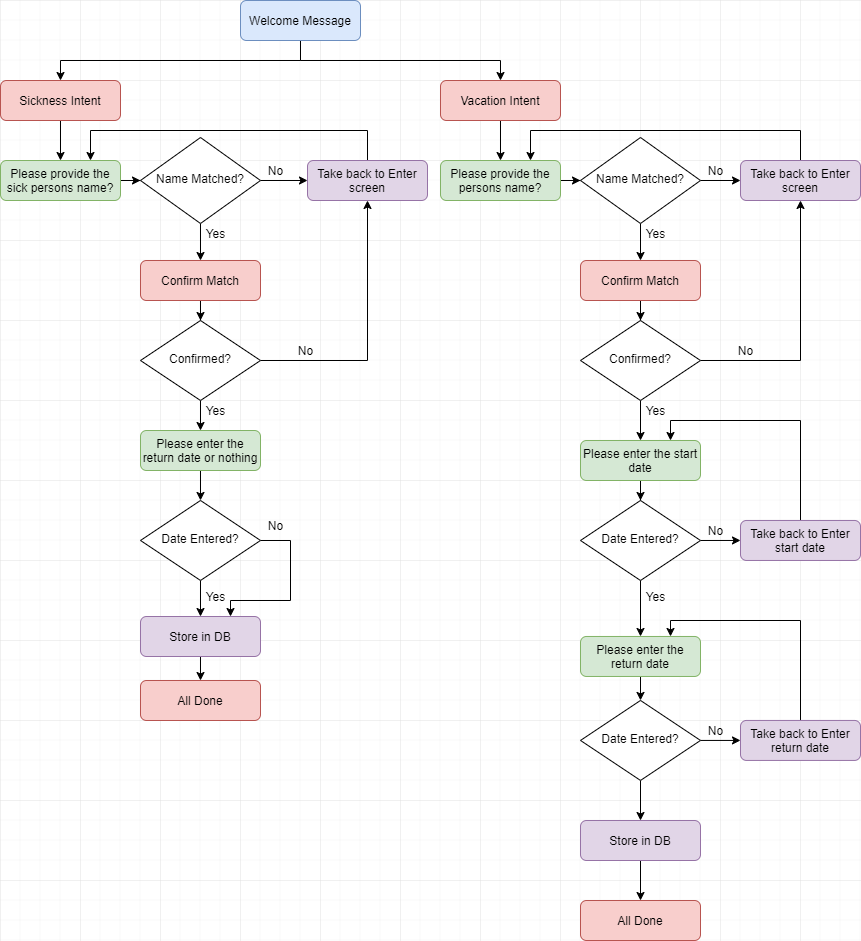 Welcome Message
Sickness Intent
Vacation Intent
Please provide the
sick persons name?
Name Matched?
No
Take back to Enter
screen
Please provide the
persons name?
Name Matched?
No
Take back to Enter
screen
Yes
Yes
Confirm Match
Confirm Match
Confirmed?
No
Confirmed?
No
Yes
Yes
Please enter the
return date or nothing
Please enter the start
date
Date Entered?
No
Date Entered?
No
Take back to Enter
start date
Yes
Yes
Store in DB
Please enter the
return date
All Done
Date Entered?
No
Take back to Enter
return date
Store in DB
All Done